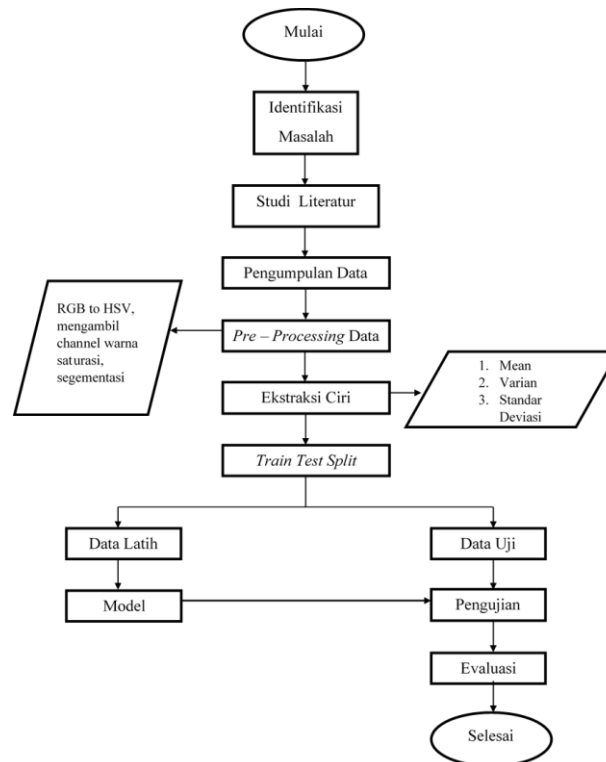 Mulai
Identifikasi
Masalah
Studi Literatur
Pengumpulan Data
RGB to HSV,
mengambil
channel warna
saturasi,
segementasi
Pre – Processing Data
Ekstraksi Ciri
1. Mean
2. Varian
3. Standar
Deviasi
Train Test Split
Data Latih
Data Uji
Model
Pengujian
Evaluasi
Selesai